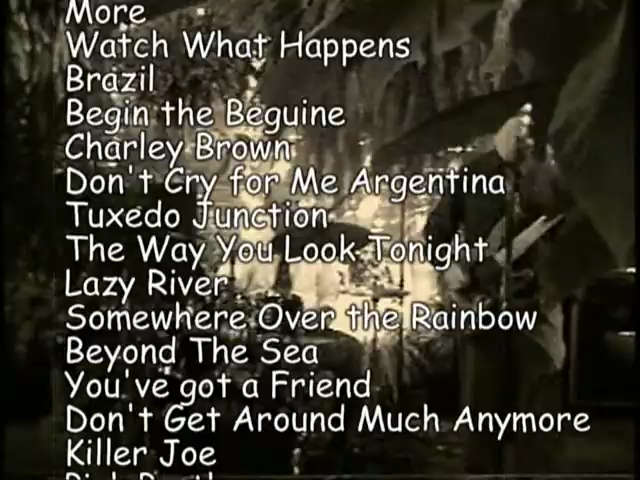 More
Watch What Happens
Brazil
Begin the Beguine
Charley Brown
Don't Cry for Me Argentina
Tuxedo Junction
The Way You Look Tonight
Lazy River
Somewhere Over the Rainbow
Beyond The Sea
You've got a Friend
Don't Get Around Much Anymore
Killer Joe